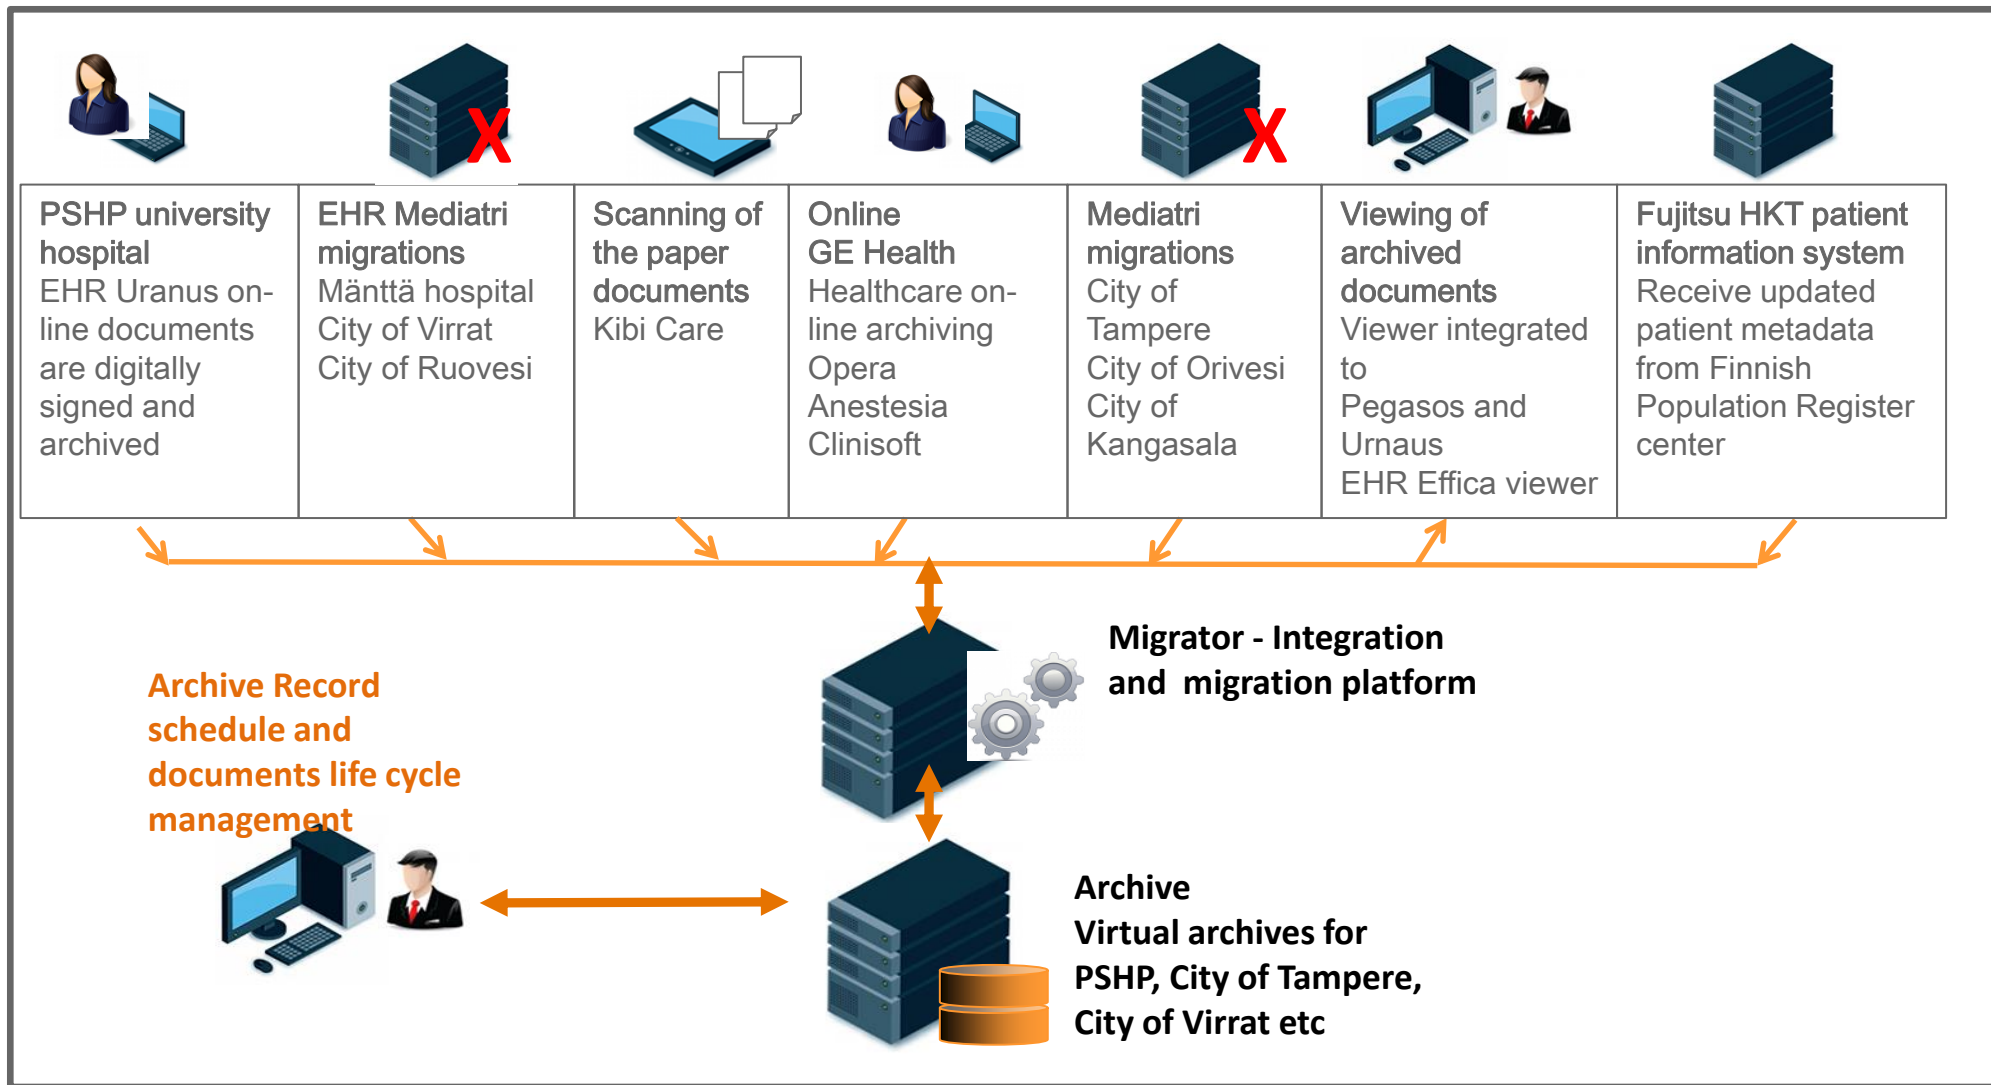 X
X
PSHP university
hospital
EHR Uranus on-
line documents
are digitally
signed and
archived
EHR Mediatri
migrations
Mänttä hospital
City of Virrat
City of Ruovesi
Scanning of
the paper
documents
Kibi Care
Online
GE Health
Healthcare on-
line archiving
Opera
Anestesia
Clinisoft
Mediatri
migrations
City of
Tampere
City of Orivesi
City of
Kangasala
Viewing of
archived
documents
Viewer integrated
to
Pegasos and
Urnaus
EHR Effica viewer
Fujitsu HKT patient
information system
Receive updated
patient metadata
from Finnish
Population Register
center
Migrator - Integration
and migration platform
Archive Record
schedule and
documents life cycle
management
Archive
Virtual archives for
PSHP, City of Tampere,
City of Virrat etc